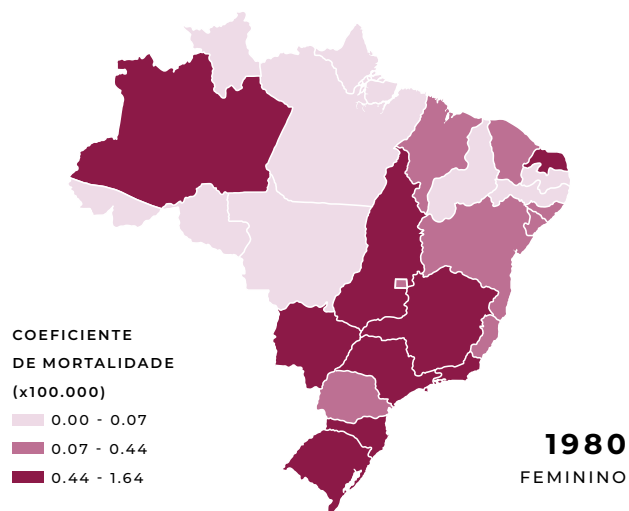 COEFICIENTE
DE MORTALIDADE
(x100.000)
0.00 - 0.07
0.07 - 0.44
0.44 - 1.64
1980
FEMININO